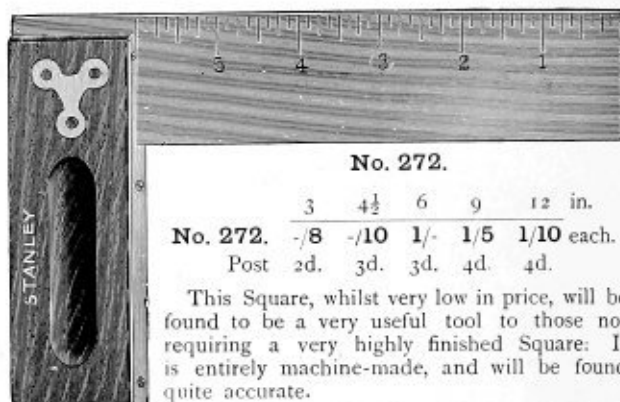 5 4 3 2 1
STANLEY
No. 272.
3 4½ 6 9 12 in.
No. 272. -/8 -/10 1/- 1/5 1/10 each.
Post 2d. 3d. 3d. 4d. 4d.
This Square, whilst very low in price, will be
found to be a very useful tool to those no
requiring a very highly finished Square. I
is entirely machine-made, and will be found
quite accurate.